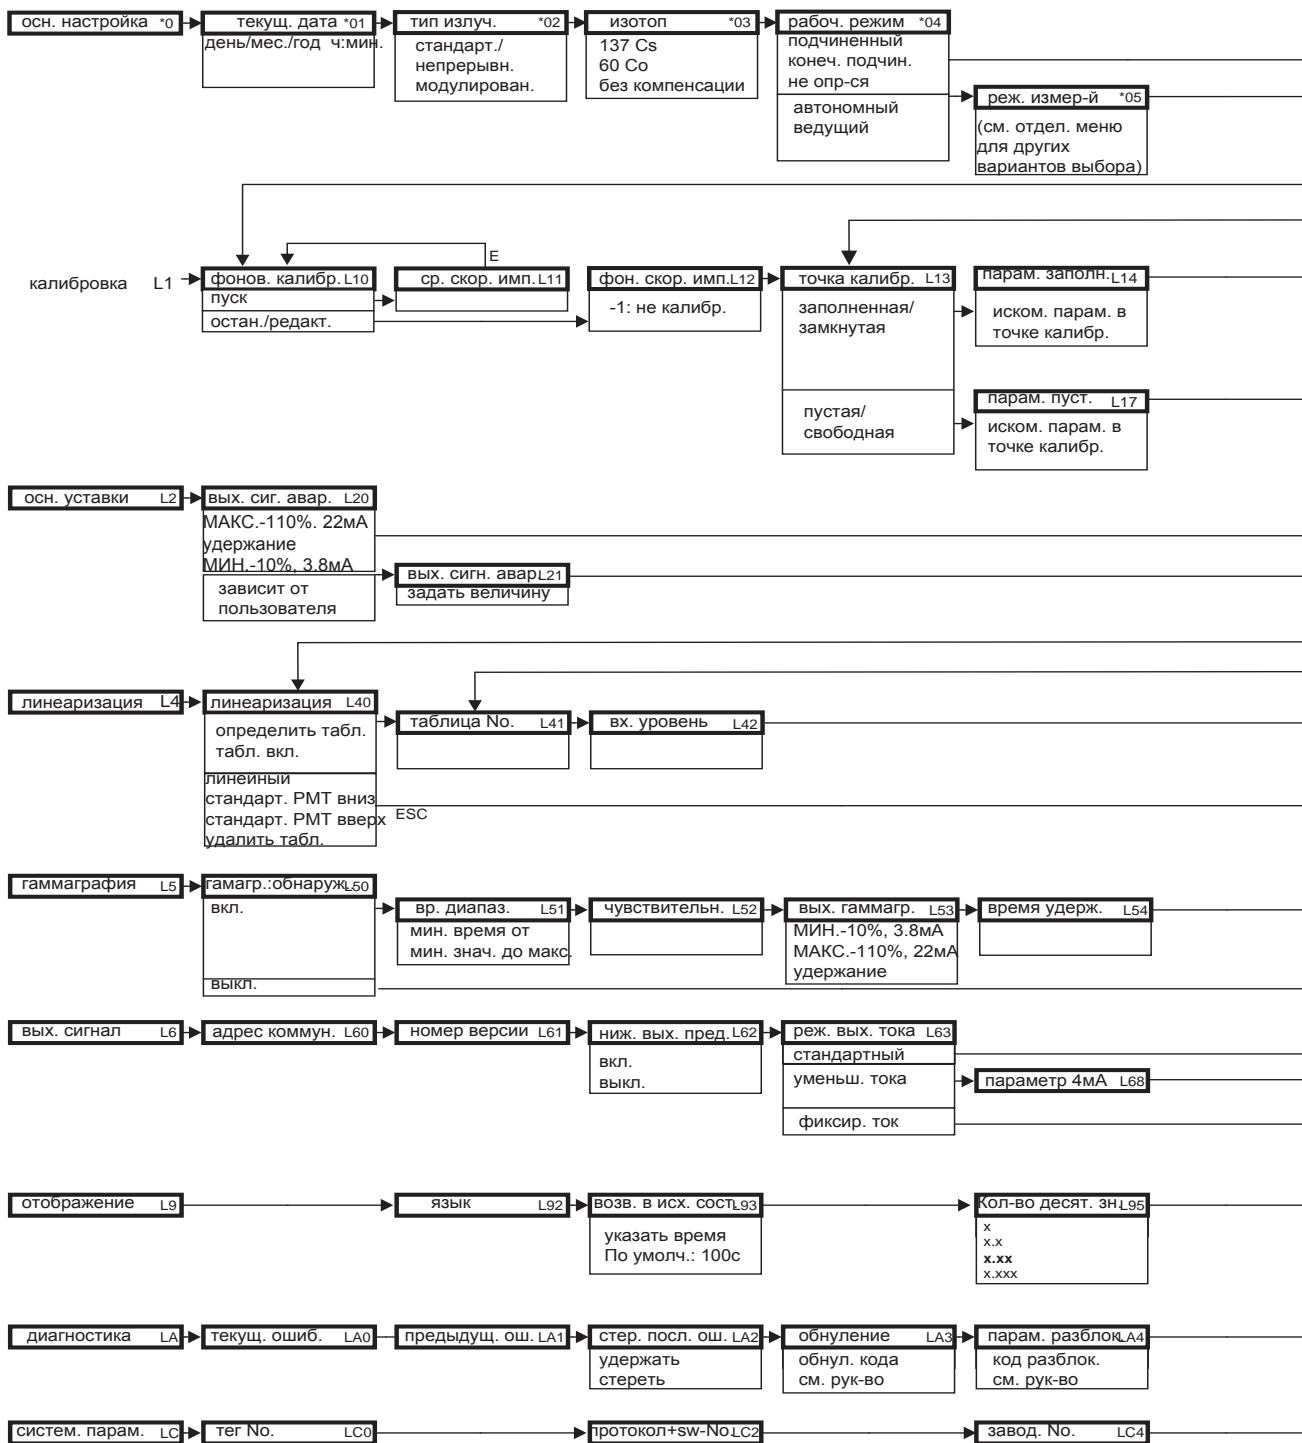 осн. настройка *0
текущ. дата *01
день/мес./год ч:мин.
тип излуч. *02
стандарт./
непрерывн.
модулирован.
изотоп *03
137 Cs
60 Co
без компенсации
рабоч. режим *04
подчиненный
конеч. подчин.
не опр-ся
автономный
ведущий
реж. измер-й *05
(см. отдел. меню
для других
вариантов выбора)
калибровка L1
фонов. калибр. L10
пуск
остан./редакт.
E
ср. скор. имп. L11
фон. скор. имп. L12
-1: не калибр.
точка калибр. L13
заполненная/
замкнутая
пустая/
свободная
парам. заполн. L14
иском. парам. в
точке калибр.
парам. пуст. L17
иском. парам. в
точке калибр.
осн. уставки L2
вых. сиг. авар. L20
МАКС.-110%. 22мА
удержание
МИН.-10%, 3.8мА
зависит от
пользователя
вых. сигн. авар L21
задать величину
линеаризация L4
линеаризация L40
определить табл.
табл. вкл.
линейный
стандарт. РМТ вниз
стандарт. РМТ вверх
удалить табл.
ESC
таблица No. L41
вх. уровень L42
гаммаграфия L5
гамагр.:обнаруж. L50
вкл.
выкл.
вр. диапаз. L51
мин. время от
мин. знач. до макс.
чувствительн. L52
вых. гаммагр. L53
МИН.-10%, 3.8мА
МАКС.-110%, 22мА
удержание
время удерж. L54
вых. сигнал L6
адрес коммун. L60
номер версии L61
ниж. вых. пред. L62
вкл.
выкл.
реж. вых. тока L63
стандартный
уменьш. тока
фиксир. ток
параметр 4мА L68
отображение L9
язык L92
возв. в исх. сост. L93
указать время
По умолч.: 100с
Кол-во десят. зн. L95
x
x.x
x.xx
x.xxx
диагностика LA
текущ. ошиб. LA0
предыдущ. ош. LA1
стер. посл. ош. LA2
удержать
стереть
обнуление LA3
обнул. кода
см. рук-во
парам. разблок. LA4
код разблок.
см. рук-во
систем. парам. LC
тег No. LC0
протокол+sw-No. LC2
завод. No. LC4